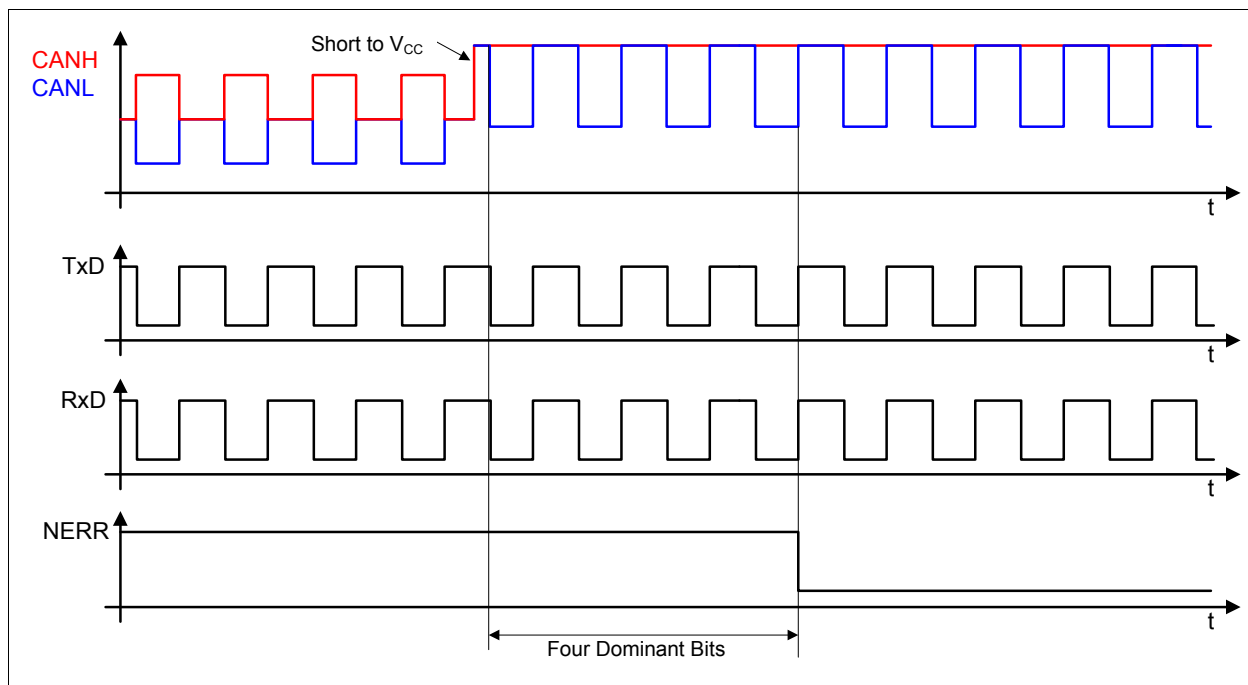 Short to VCC
CANH
CANL
t
TxD
t
RxD
t
NERR
t
Four Dominant Bits